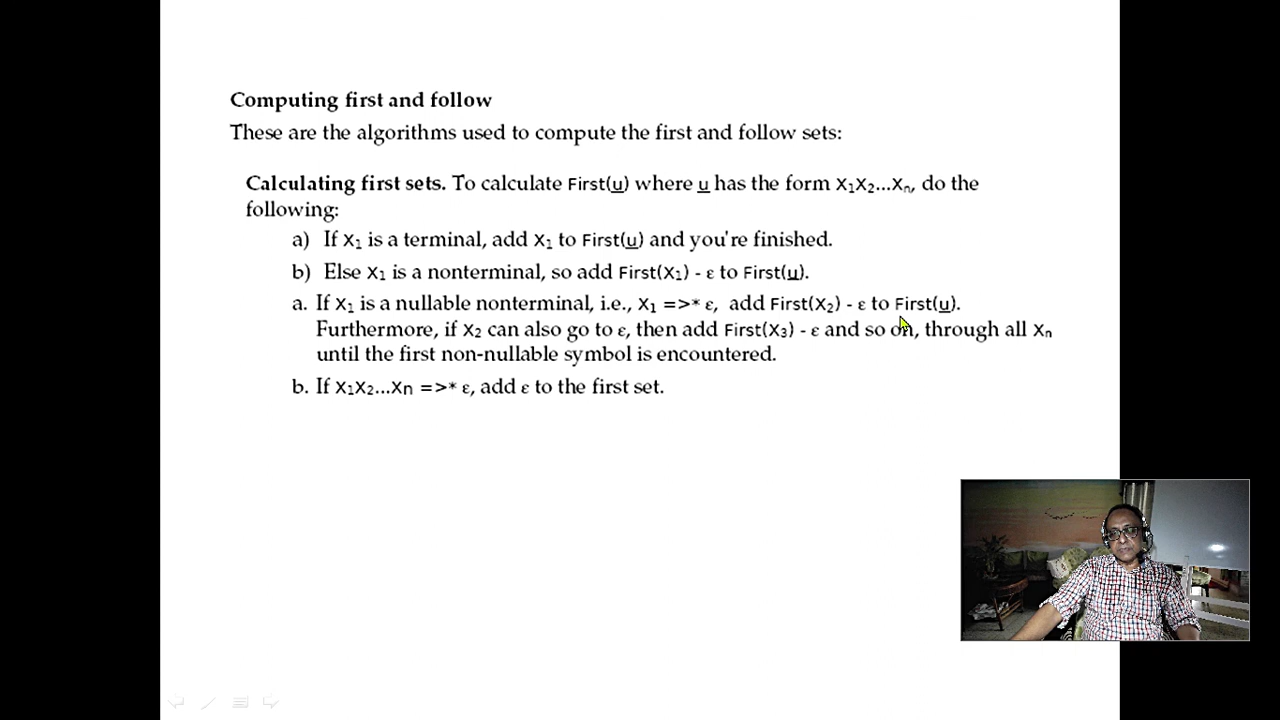 Computing first and follow
These are the algorithms used to compute the first and follow sets:
Calculating first sets. To calculate First(u) where u has the form X₁X₂...Xₙ, do the
following:
a) If X₁ is a terminal, add X₁ to First(u) and you're finished.
b) Else X₁ is a nonterminal, so add First(X₁) - ε to First(u).
a. If X₁ is a nullable nonterminal, i.e., X₁ =>* ε, add First(X₂) - ε to First(u).
Furthermore, if X₂ can also go to ε, then add First(X₃) - ε and so on, through all Xₙ
until the first non-nullable symbol is encountered.
b. If X₁X₂...Xn =>* ε, add ε to the first set.